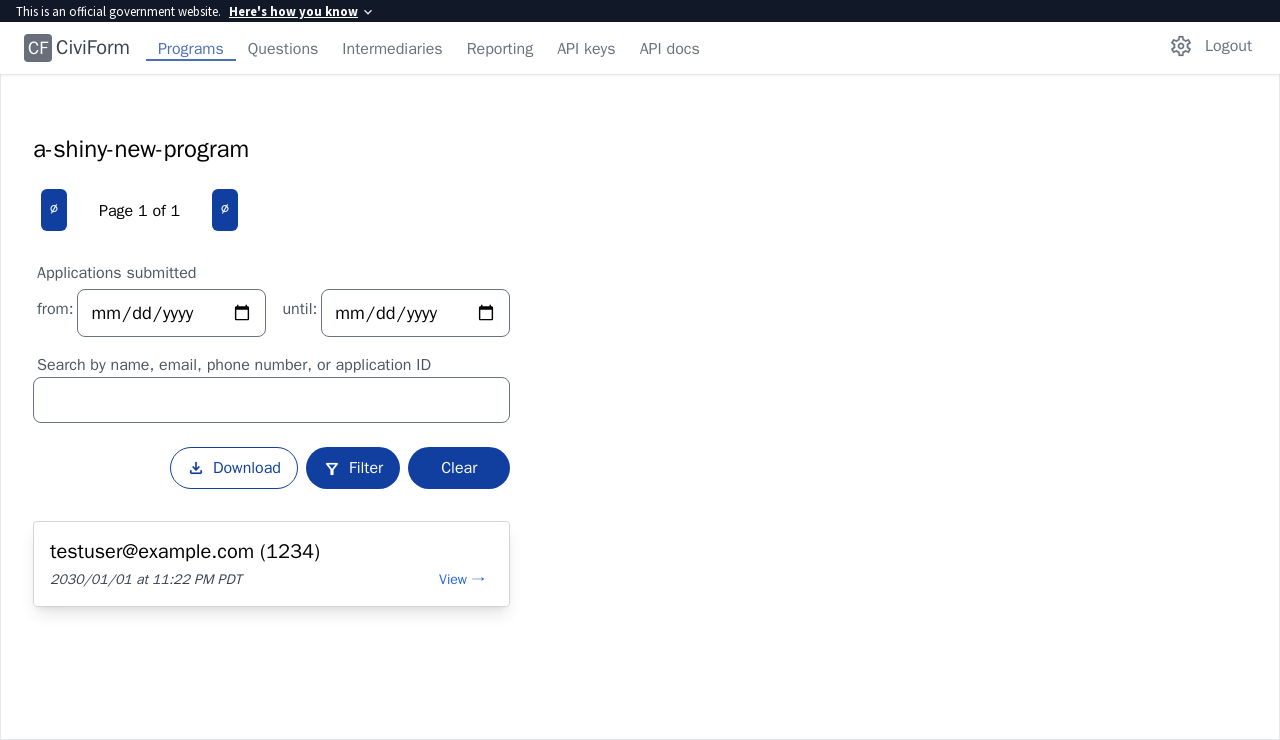 This is an official government website. Here's how you know
CF CiviForm Programs Questions Intermediaries Reporting API keys API docs Logout
a-shiny-new-program
∅ Page 1 of 1 ∅
Applications submitted
from: mm/dd/yyyy until: mm/dd/yyyy
Search by name, email, phone number, or application ID
Download Filter Clear
testuser@example.com (1234)
2030/01/01 at 11:22 PM PDT View →